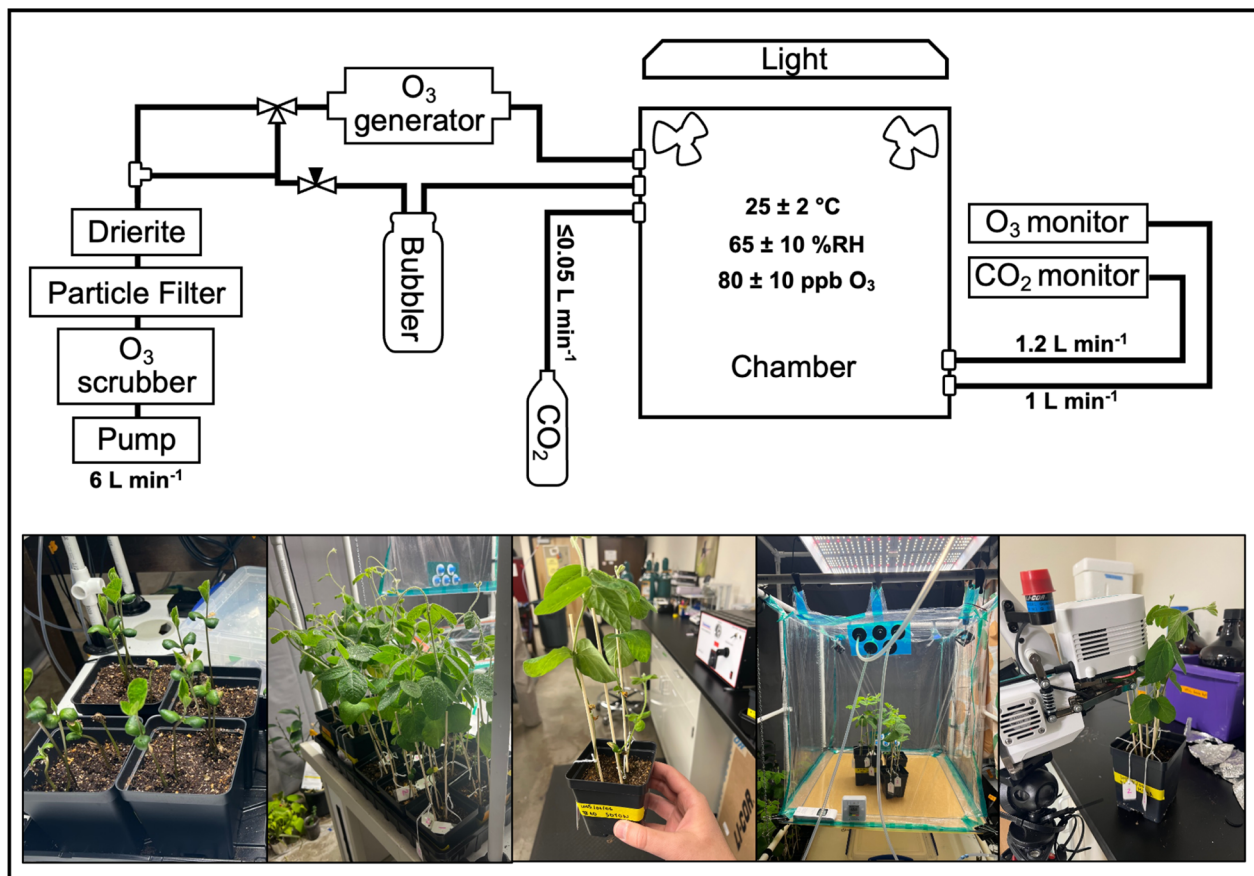 Light
O₃
generator
Drierite
Particle Filter
O₃
scrubber
Pump
6 L min⁻¹
Bubbler
≤0.05 L min⁻¹
CO₂
25 ± 2 °C
65 ± 10 %RH
80 ± 10 ppb O₃
Chamber
O₃ monitor
CO₂ monitor
1.2 L min⁻¹
1 L min⁻¹
LI-COR